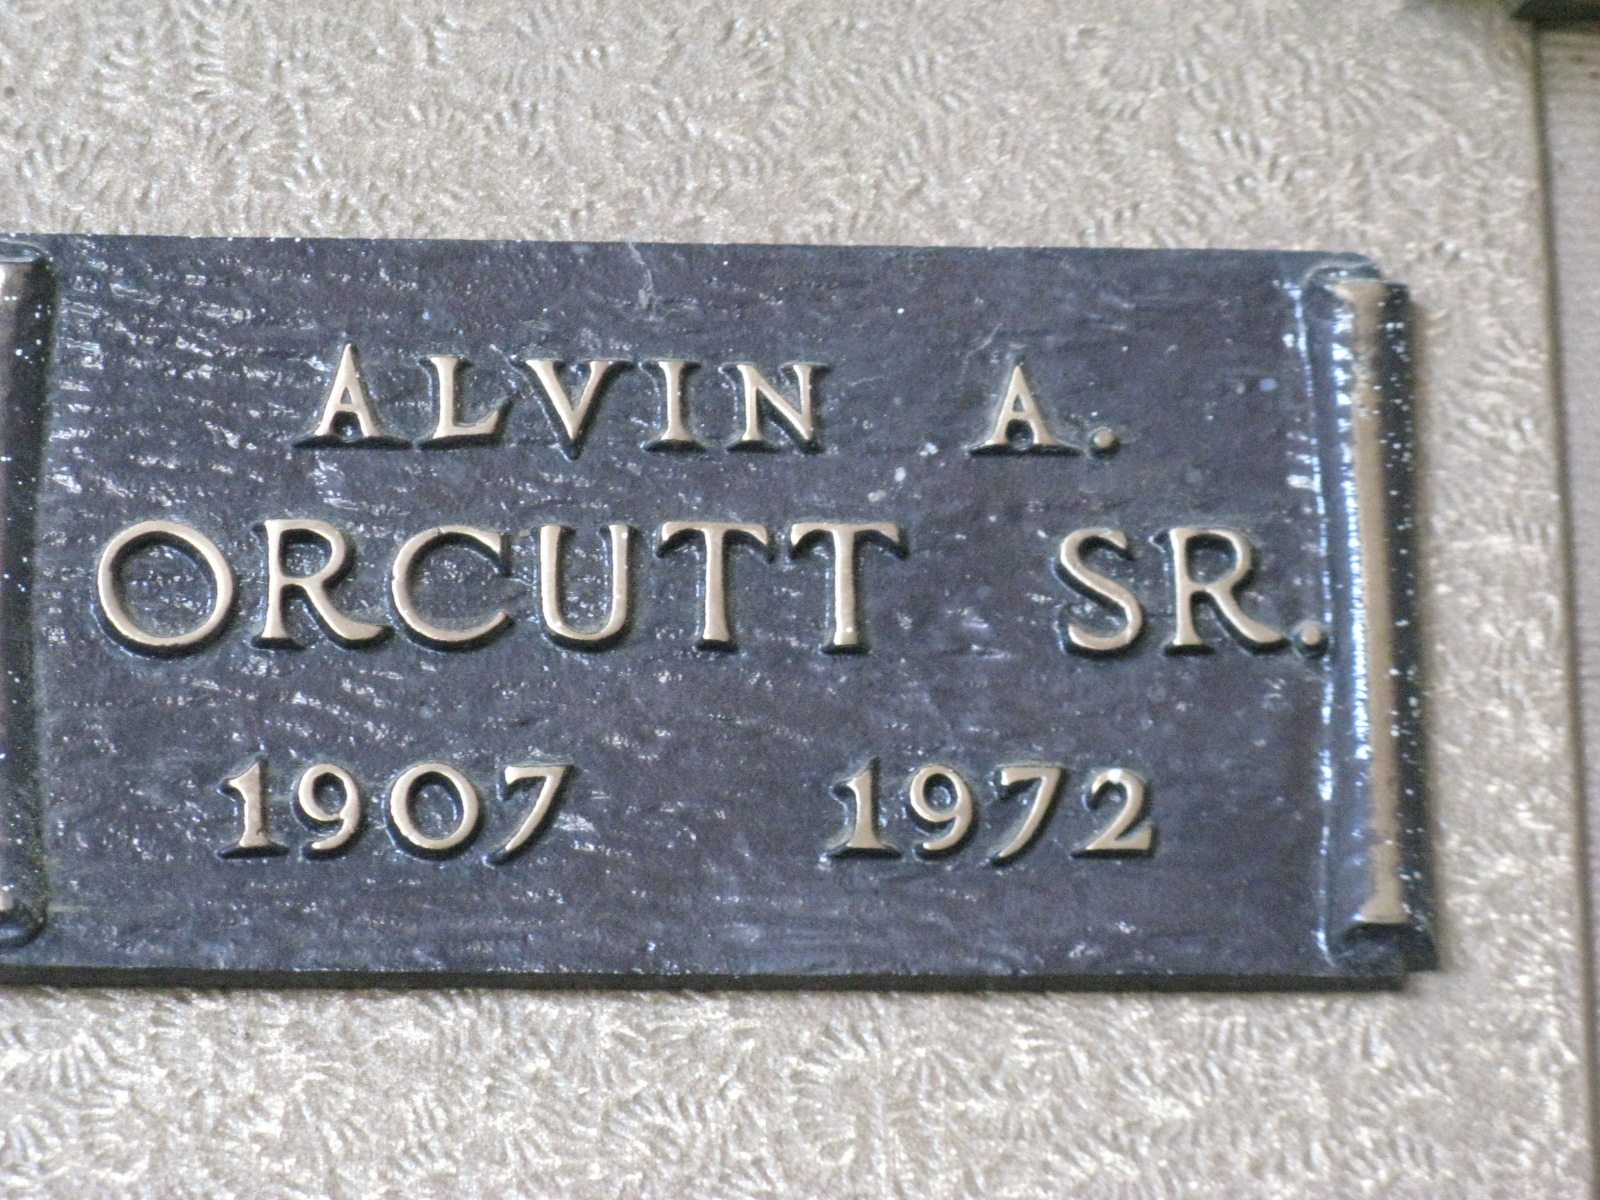 ALVIN A.
ORCUTT SR.
1907 1972